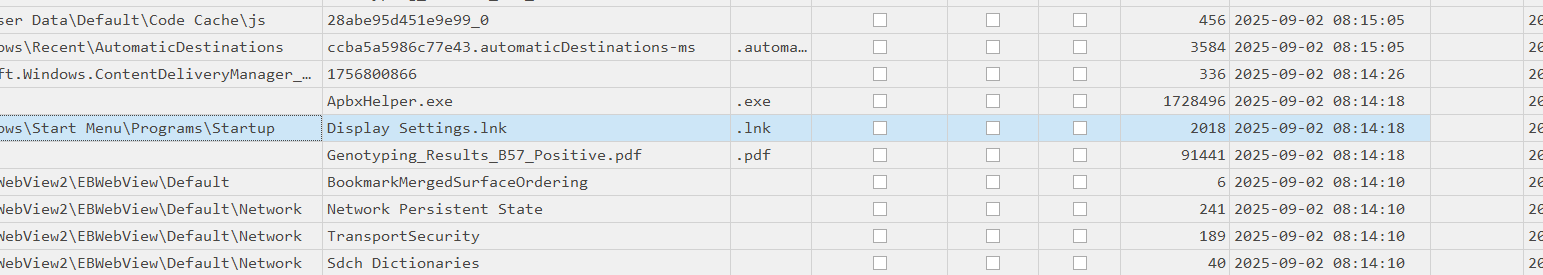 ser Data\Default\Code Cache\js 28abe95d451e9e99_0 456 2025-09-02 08:15:05 20
ows\Recent\AutomaticDestinations ccba5a5986c77e43.automaticDestinations-ms .automa… 3584 2025-09-02 08:15:05 20
ft.Windows.ContentDeliveryManager_… 1756800866 336 2025-09-02 08:14:26 20
ApbxHelper.exe .exe 1728496 2025-09-02 08:14:18 20
ows\Start Menu\Programs\Startup Display Settings.lnk .lnk 2018 2025-09-02 08:14:18 20
Genotyping_Results_B57_Positive.pdf .pdf 91441 2025-09-02 08:14:18 20
WebView2\EBWebView\Default BookmarkMergedSurfaceOrdering 6 2025-09-02 08:14:10 20
WebView2\EBWebView\Default\Network Network Persistent State 241 2025-09-02 08:14:10 20
WebView2\EBWebView\Default\Network TransportSecurity 189 2025-09-02 08:14:10 20
WebView2\EBWebView\Default\Network Sdch Dictionaries 40 2025-09-02 08:14:10 20